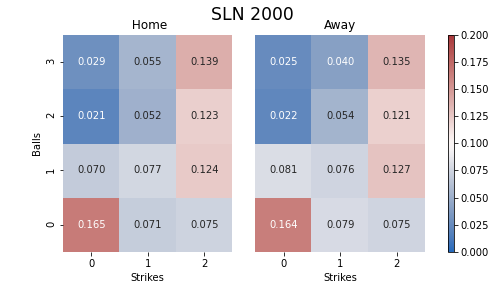 SLN 2000
Home Away
3 0.029 0.055 0.139 0.025 0.040 0.135
2 0.021 0.052 0.123 0.022 0.054 0.121
1 0.070 0.077 0.124 0.081 0.076 0.127
0 0.165 0.071 0.075 0.164 0.079 0.075
0 1 2 0 1 2
Strikes Strikes
Balls
0.200
0.175
0.150
0.125
0.100
0.075
0.050
0.025
0.000